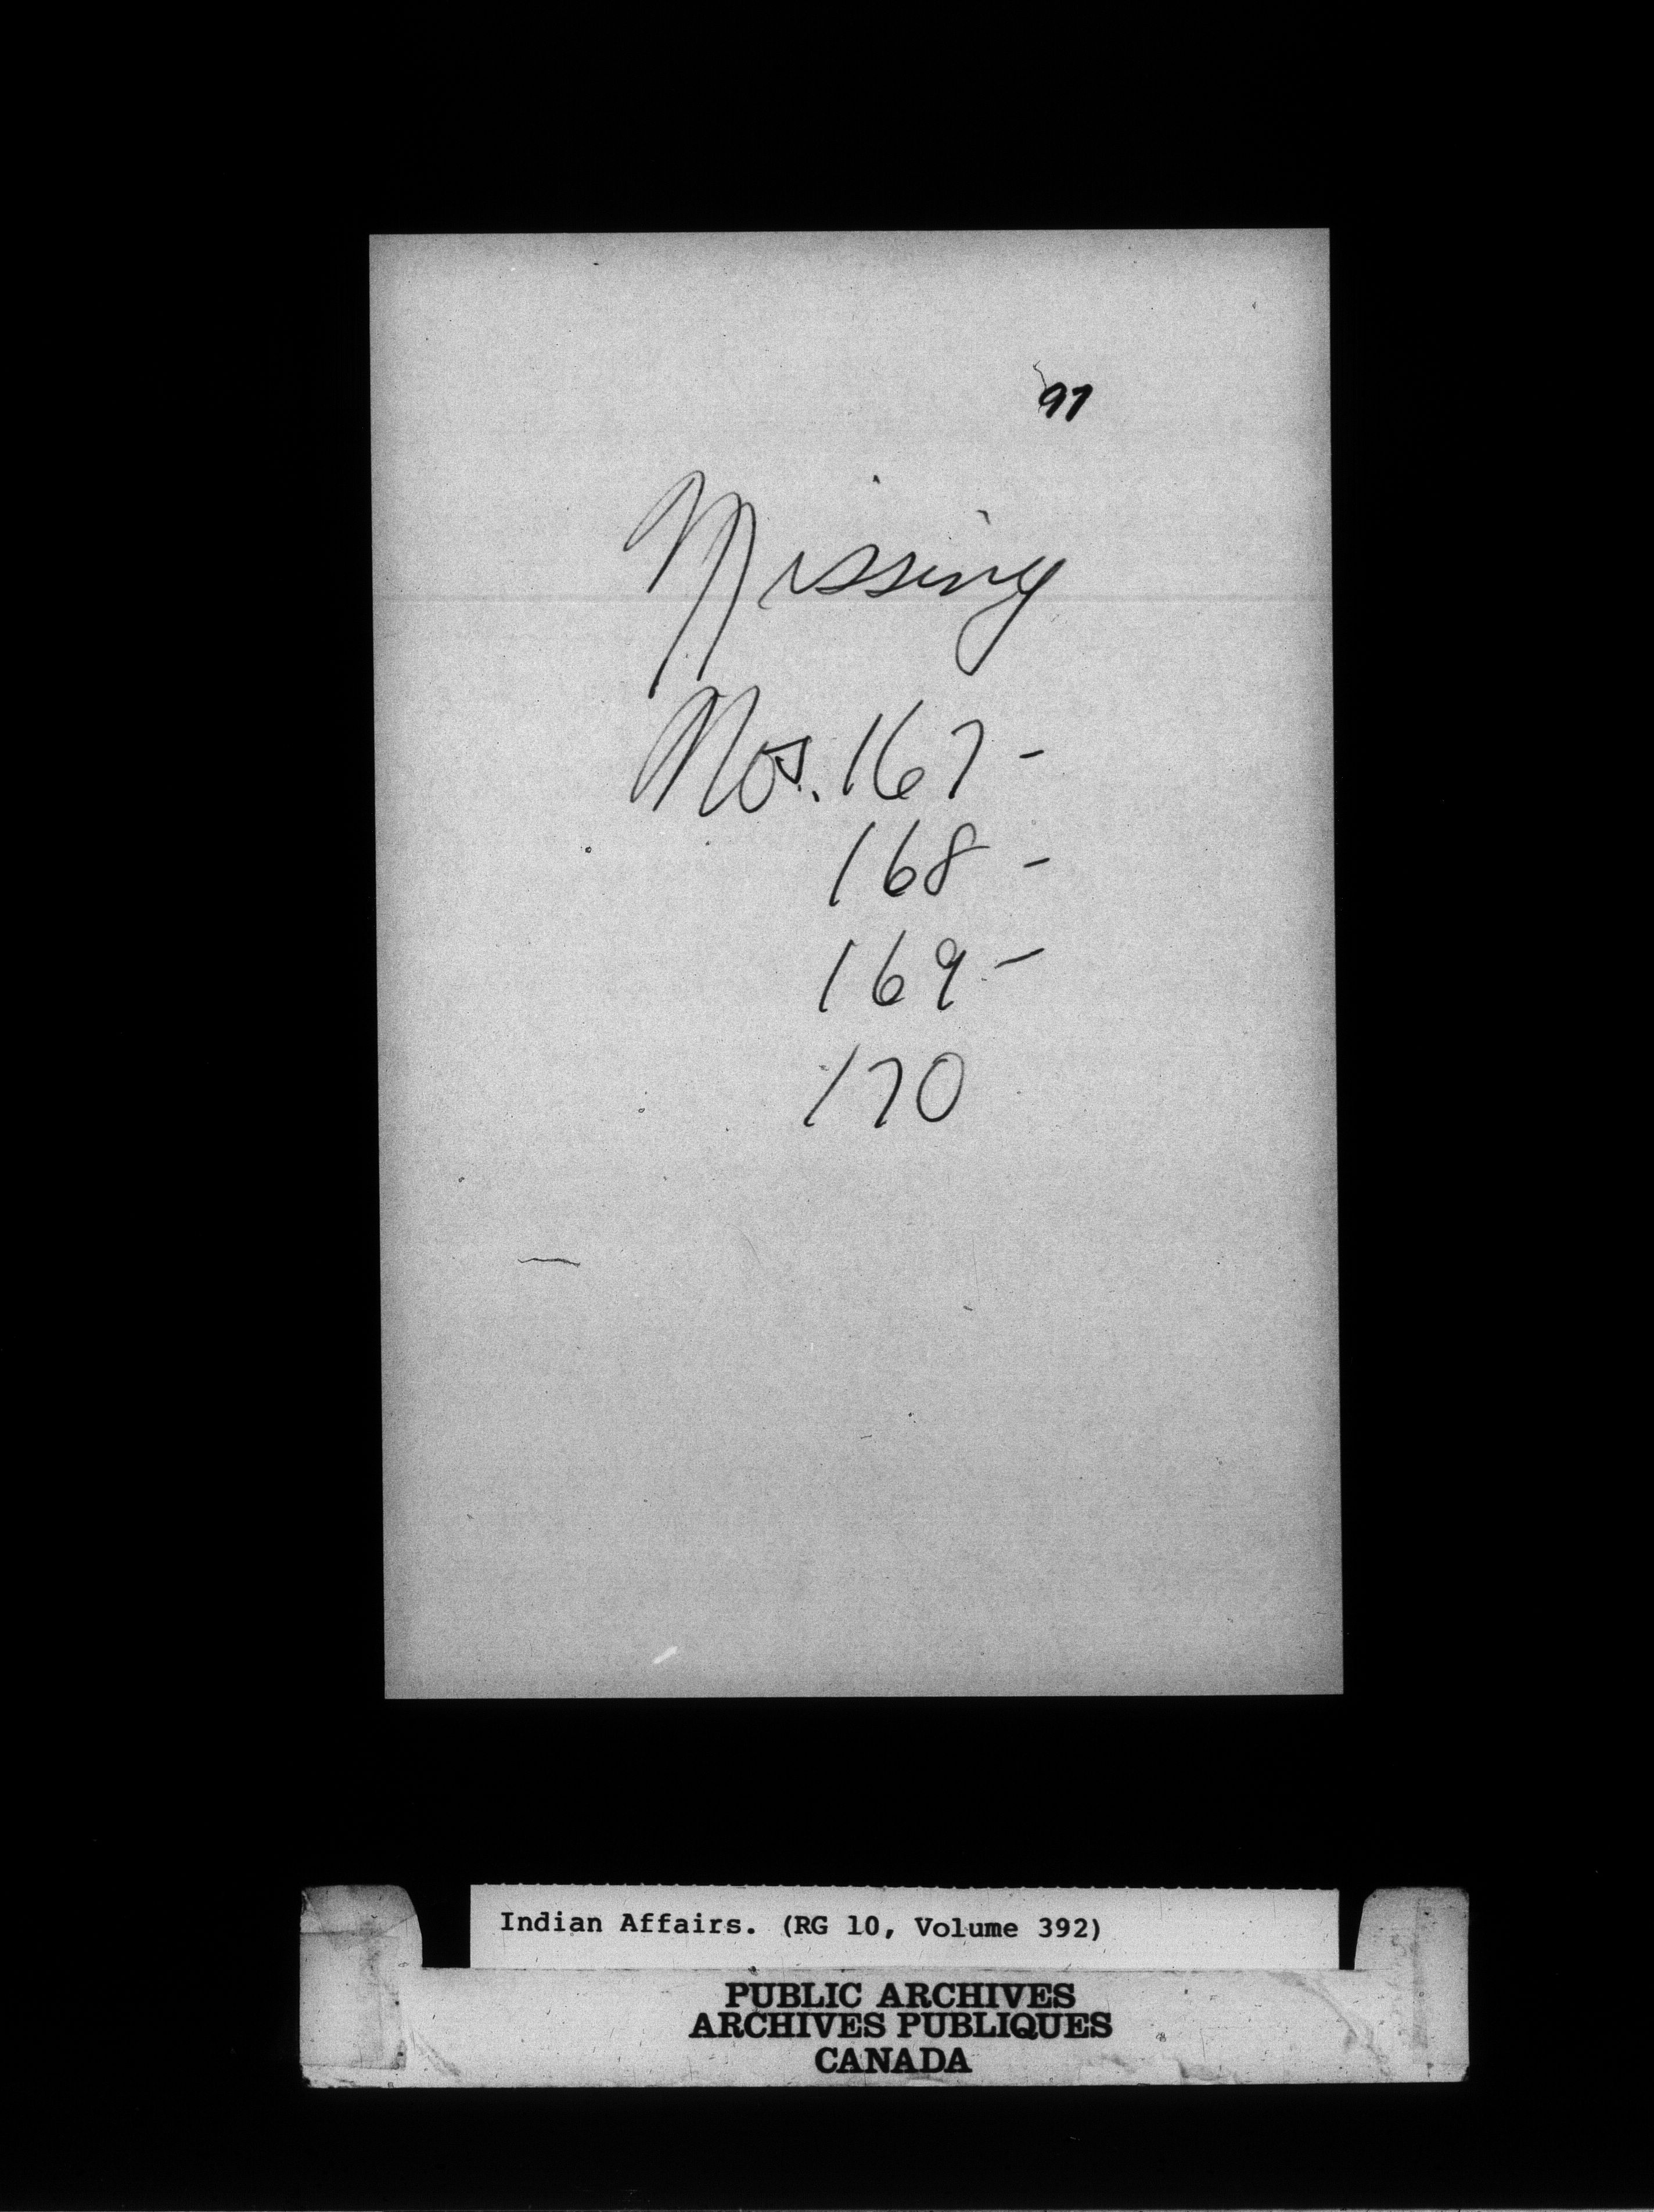 97
Missing
Nos. 167-
168-
169-
170
Indian Affairs. (RG 10, Volume 392)
PUBLIC ARCHIVES
ARCHIVES PUBLIQUES
CANADA